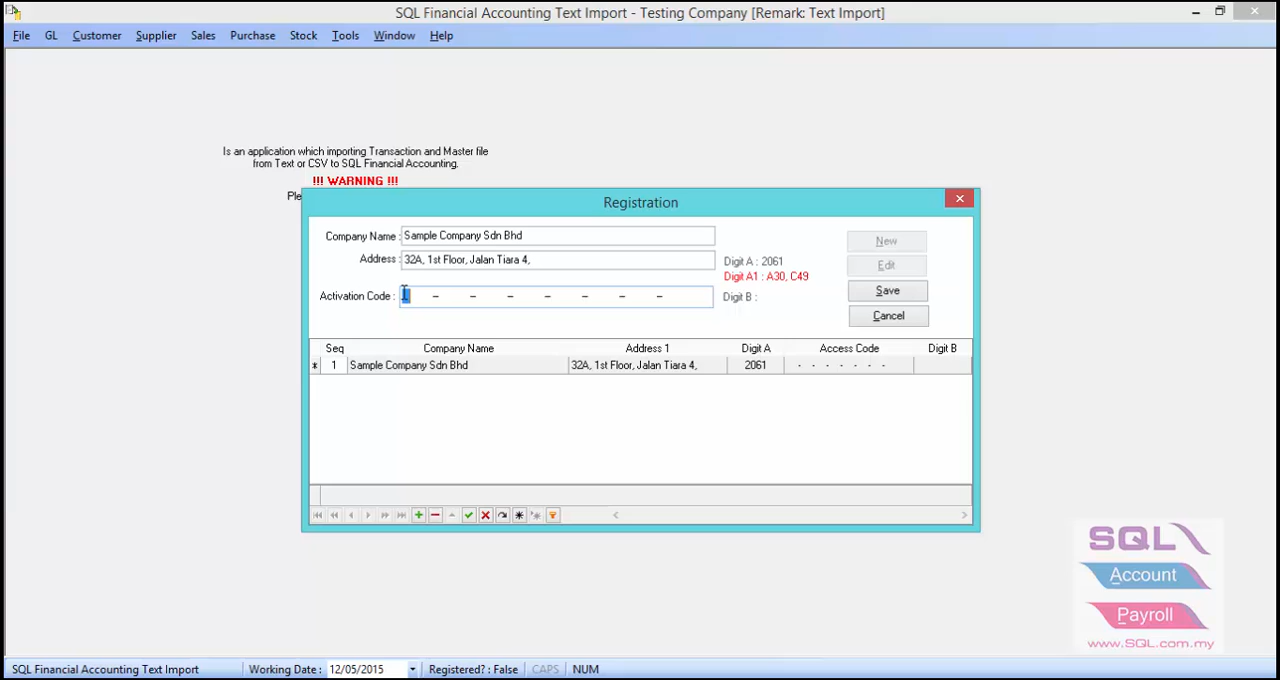 SQL Financial Accounting Text Import - Testing Company [Remark: Text Import]
File GL Customer Supplier Sales Purchase Stock Tools Window Help
Is an application which importing Transaction and Master file
from Text or CSV to SQL Financial Accounting.
!!! WARNING !!!
Ple
Registration
Company Name : Sample Company Sdn Bhd
New
Address : 32A, 1st Floor, Jalan Tiara 4,
Digit A : 2061
Edit
Digit A1 : A30, C49
Activation Code : - - - - - - -
Digit B :
Save
Cancel
Seq Company Name Address 1 Digit A Access Code Digit B
* 1 Sample Company Sdn Bhd 32A, 1st Floor, Jalan Tiara 4, 2061 - - - - - - -
SQL
Account
Payroll
www.SQL.com.my
SQL Financial Accounting Text Import Working Date : 12/05/2015 Registered? : False CAPS NUM